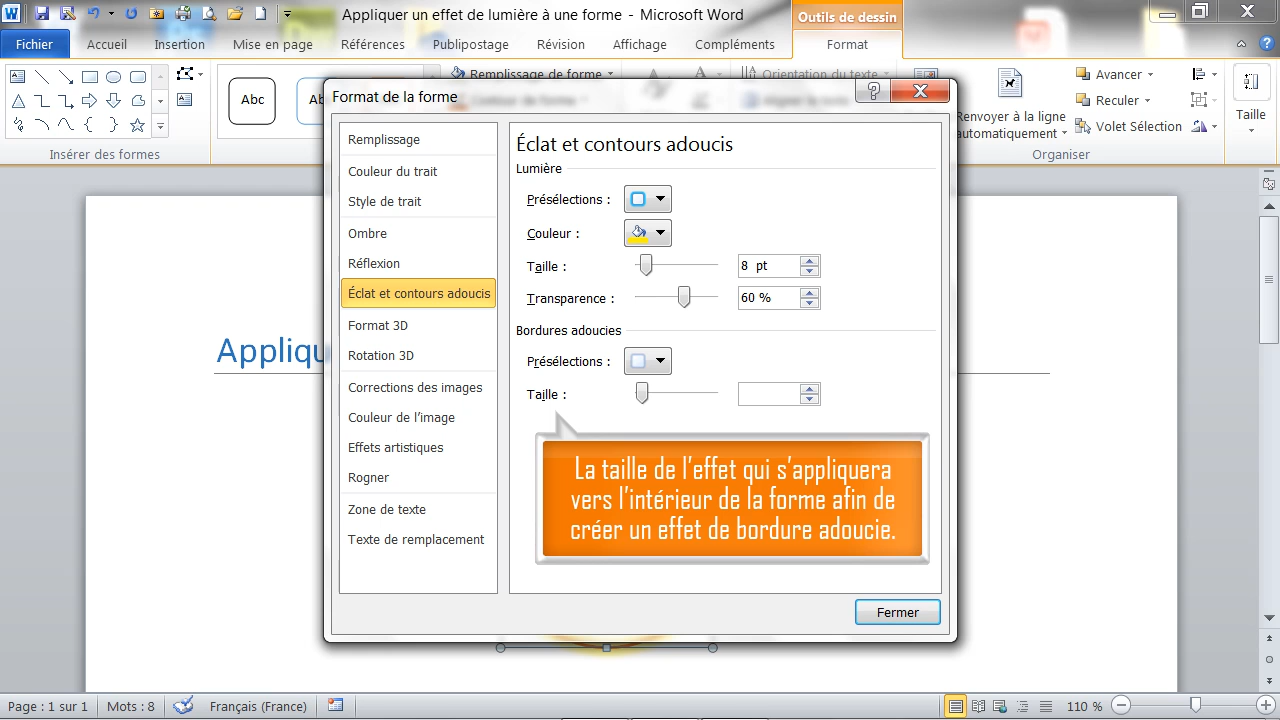 Appliquer un effet de lumière à une forme - Microsoft Word
Outils de dessin
Fichier Accueil Insertion Mise en page Références Publipostage Révision Affichage Compléments Format
Abc
Remplissage de forme
Contour de forme
Orientation du texte
Aligner le texte
Renvoyer à la ligne
automatiquement
Avancer
Reculer
Volet Sélection
Taille
Insérer des formes
Organiser
Format de la forme
Remplissage
Couleur du trait
Style de trait
Ombre
Réflexion
Éclat et contours adoucis
Format 3D
Rotation 3D
Corrections des images
Couleur de l'image
Effets artistiques
Rogner
Zone de texte
Texte de remplacement
Éclat et contours adoucis
Lumière
Présélections :
Couleur :
Taille : 8 pt
Transparence : 60 %
Bordures adoucies
Présélections :
Taille :
La taille de l'effet qui s'appliquera
vers l'intérieur de la forme afin de
créer un effet de bordure adoucie.
Fermer
Page : 1 sur 1 Mots : 8 Français (France) 110 %